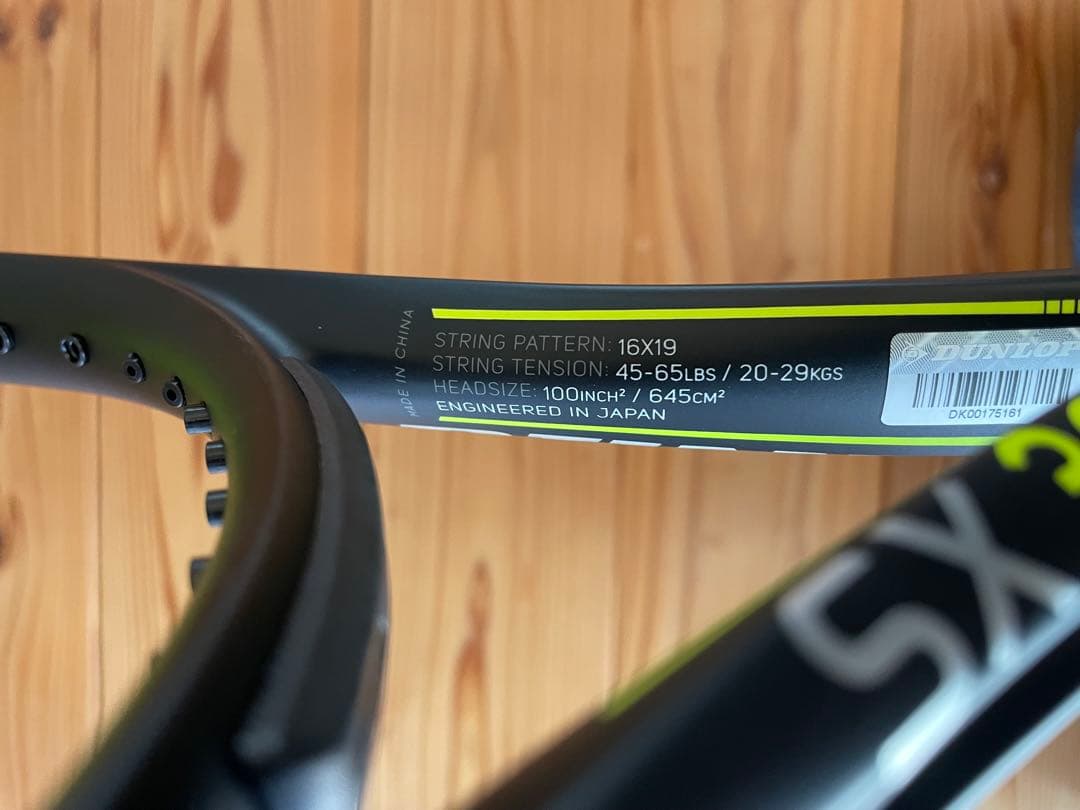 MADE IN CHINA
STRING PATTERN: 16X19
STRING TENSION: 45-65LBS / 20-29KGS
HEADSIZE: 100INCH² / 645CM²
ENGINEERED IN JAPAN
DUNLOP
DK00175161
SX